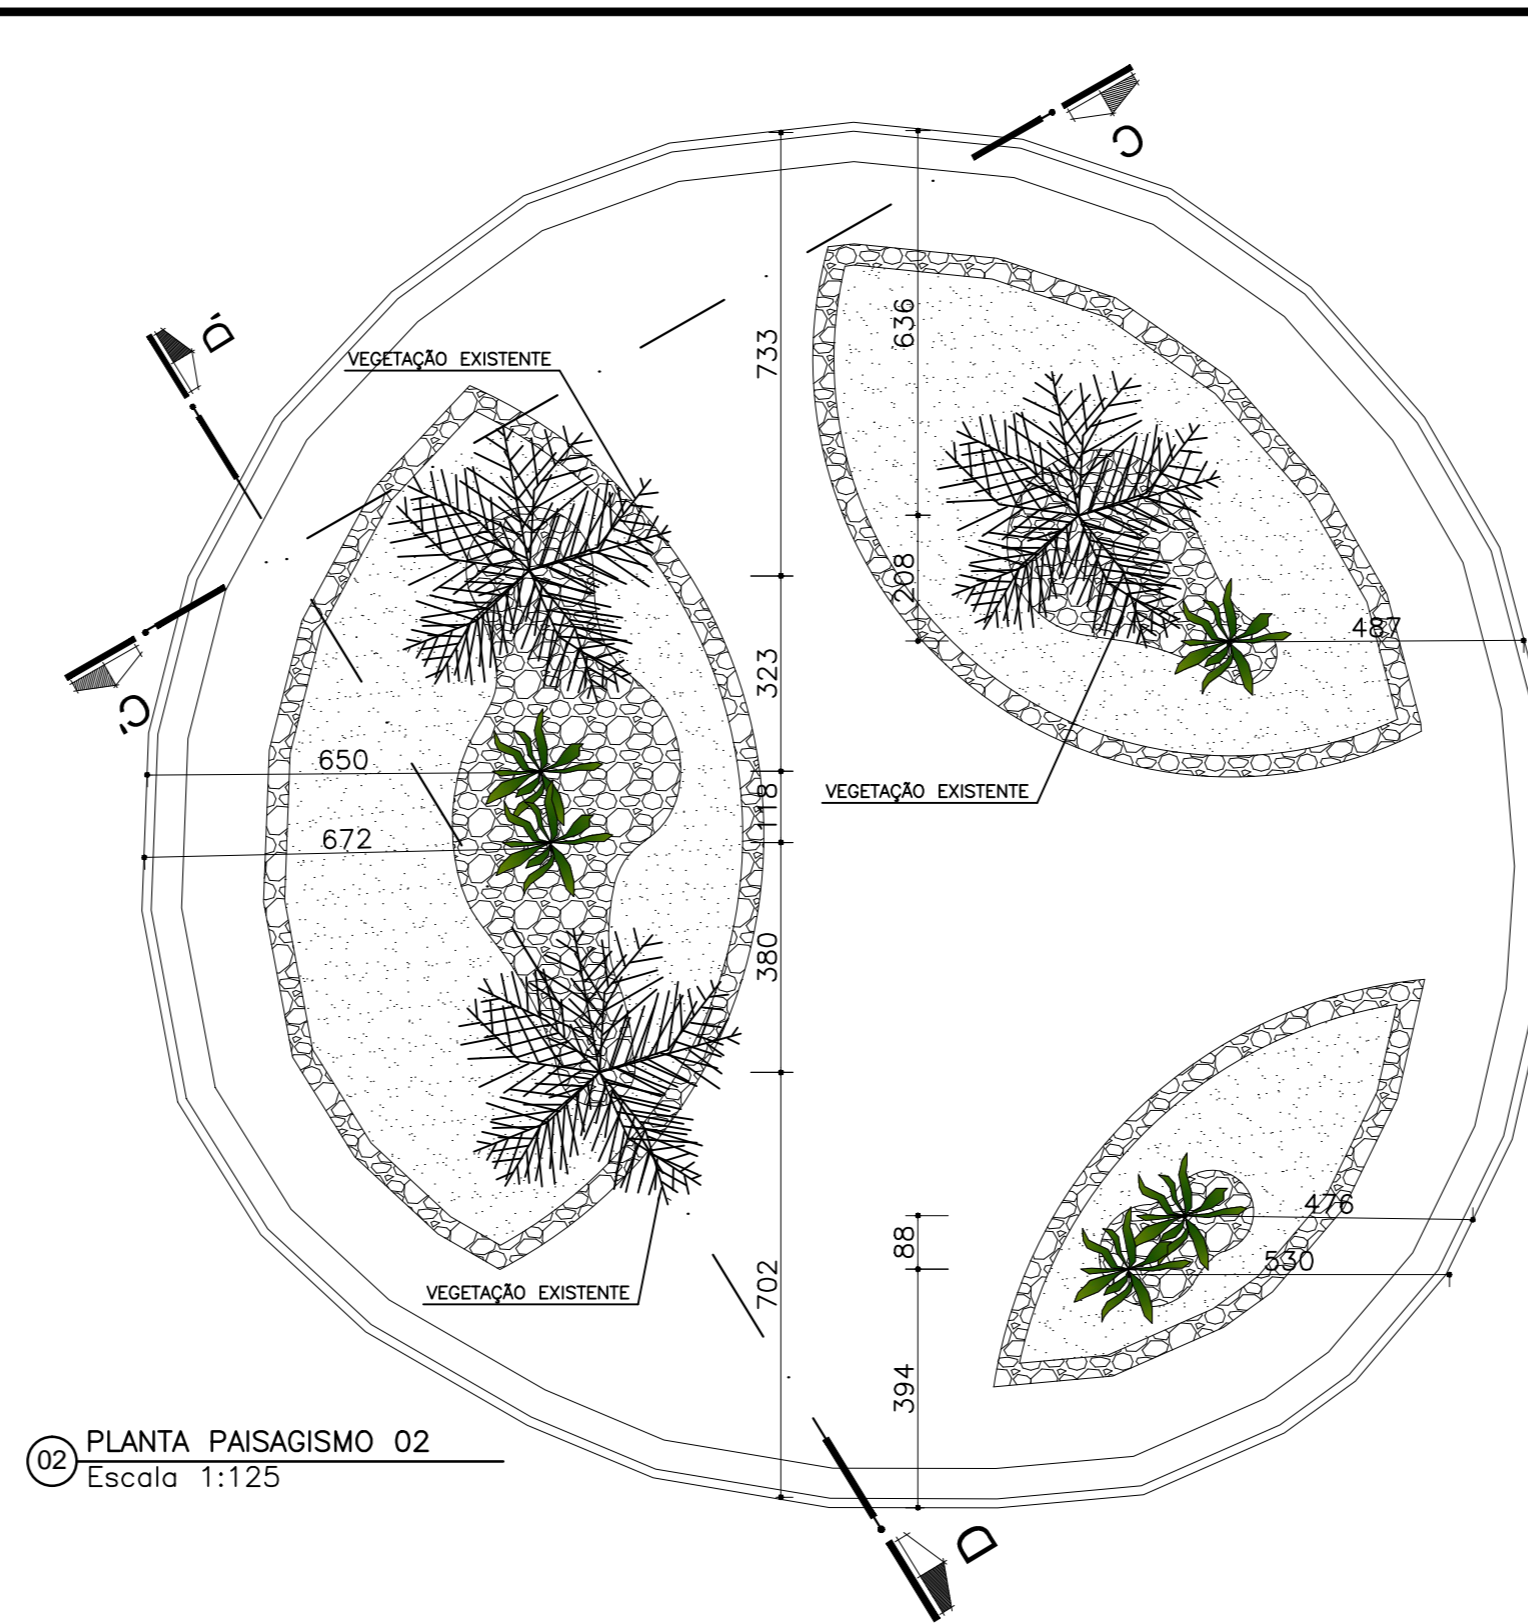 C
D'
636
733
VEGETAÇÃO EXISTENTE
208
487
323
C'
650
118
VEGETAÇÃO EXISTENTE
672
380
476
88
530
702
VEGETAÇÃO EXISTENTE
394
02
PLANTA PAISAGISMO 02
Escala 1:125
D